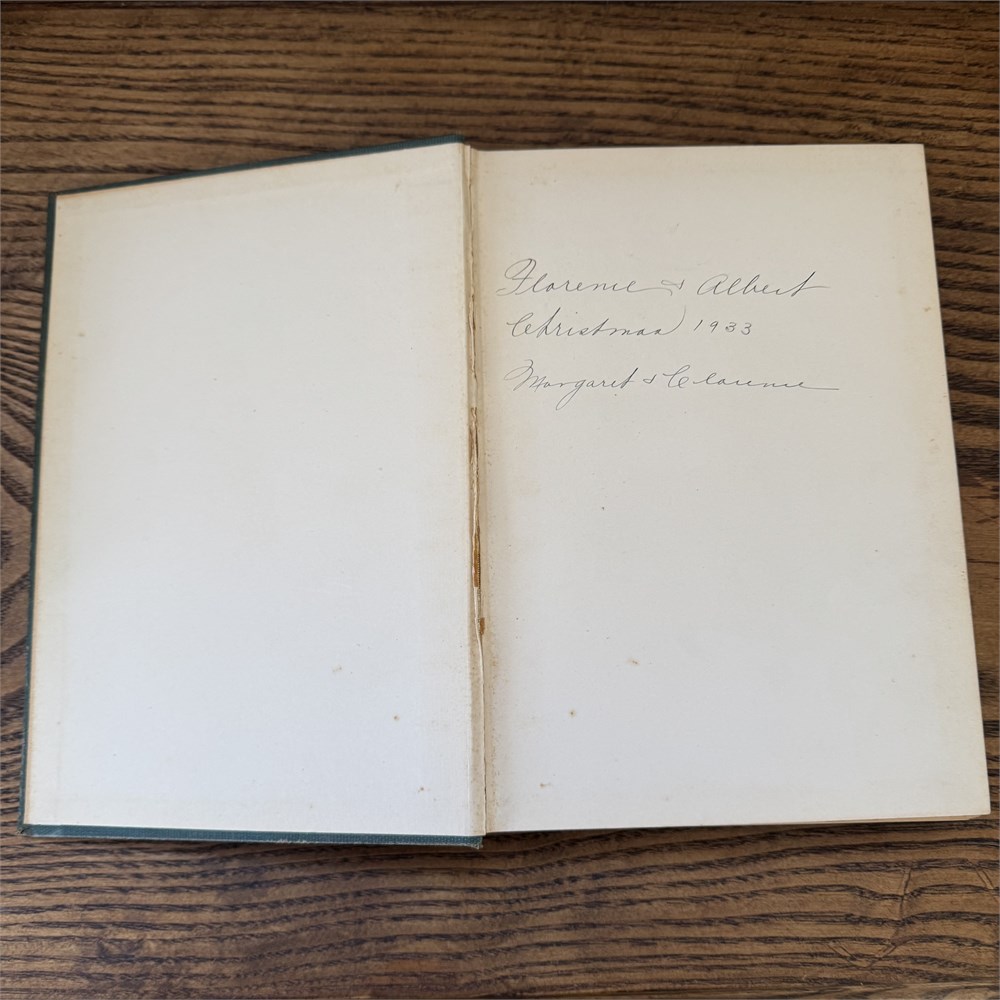 Florence & Albert
Christmas 1933
Margaret & Clarence